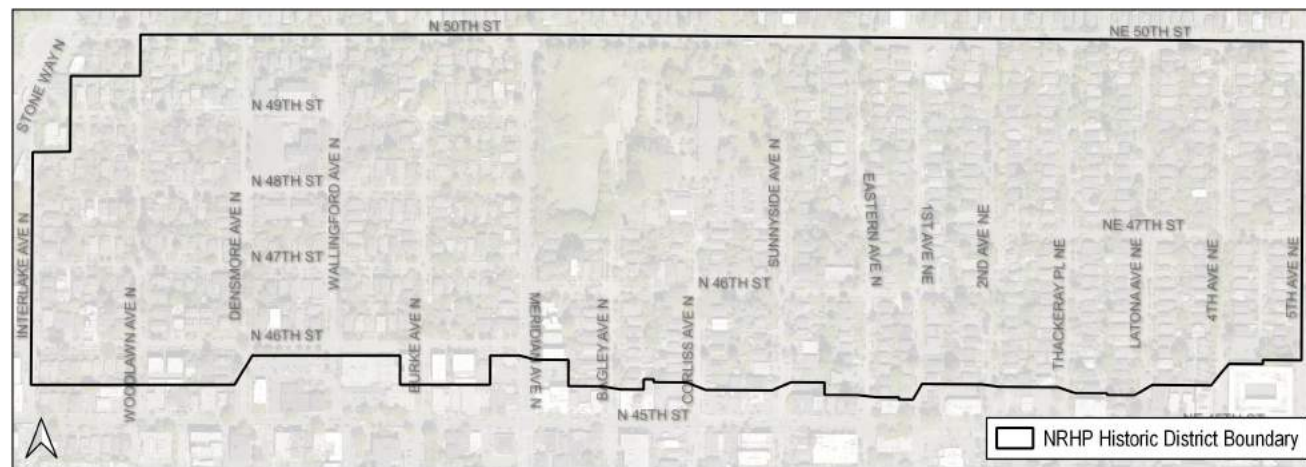 N 50TH ST
NE 50TH ST
STONE WAY N
N 49TH ST
WALLINGFORD AVE N
SUNNYSIDE AVE N
N 48TH ST
EASTERN AVE N
1ST AVE NE
2ND AVE NE
DENSMORE AVE N
INTERLAKE AVE N
NE 47TH ST
N 47TH ST
THACKERAY PL NE
LATONA AVE NE
4TH AVE NE
5TH AVE NE
N 46TH ST
WOODLAWN AVE N
BURKE AVE N
MERIDIAN AVE N
BAGLEY AVE N
CORLISS AVE N
N 46TH ST
N 45TH ST
NE 45TH ST
NRHP Historic District Boundary